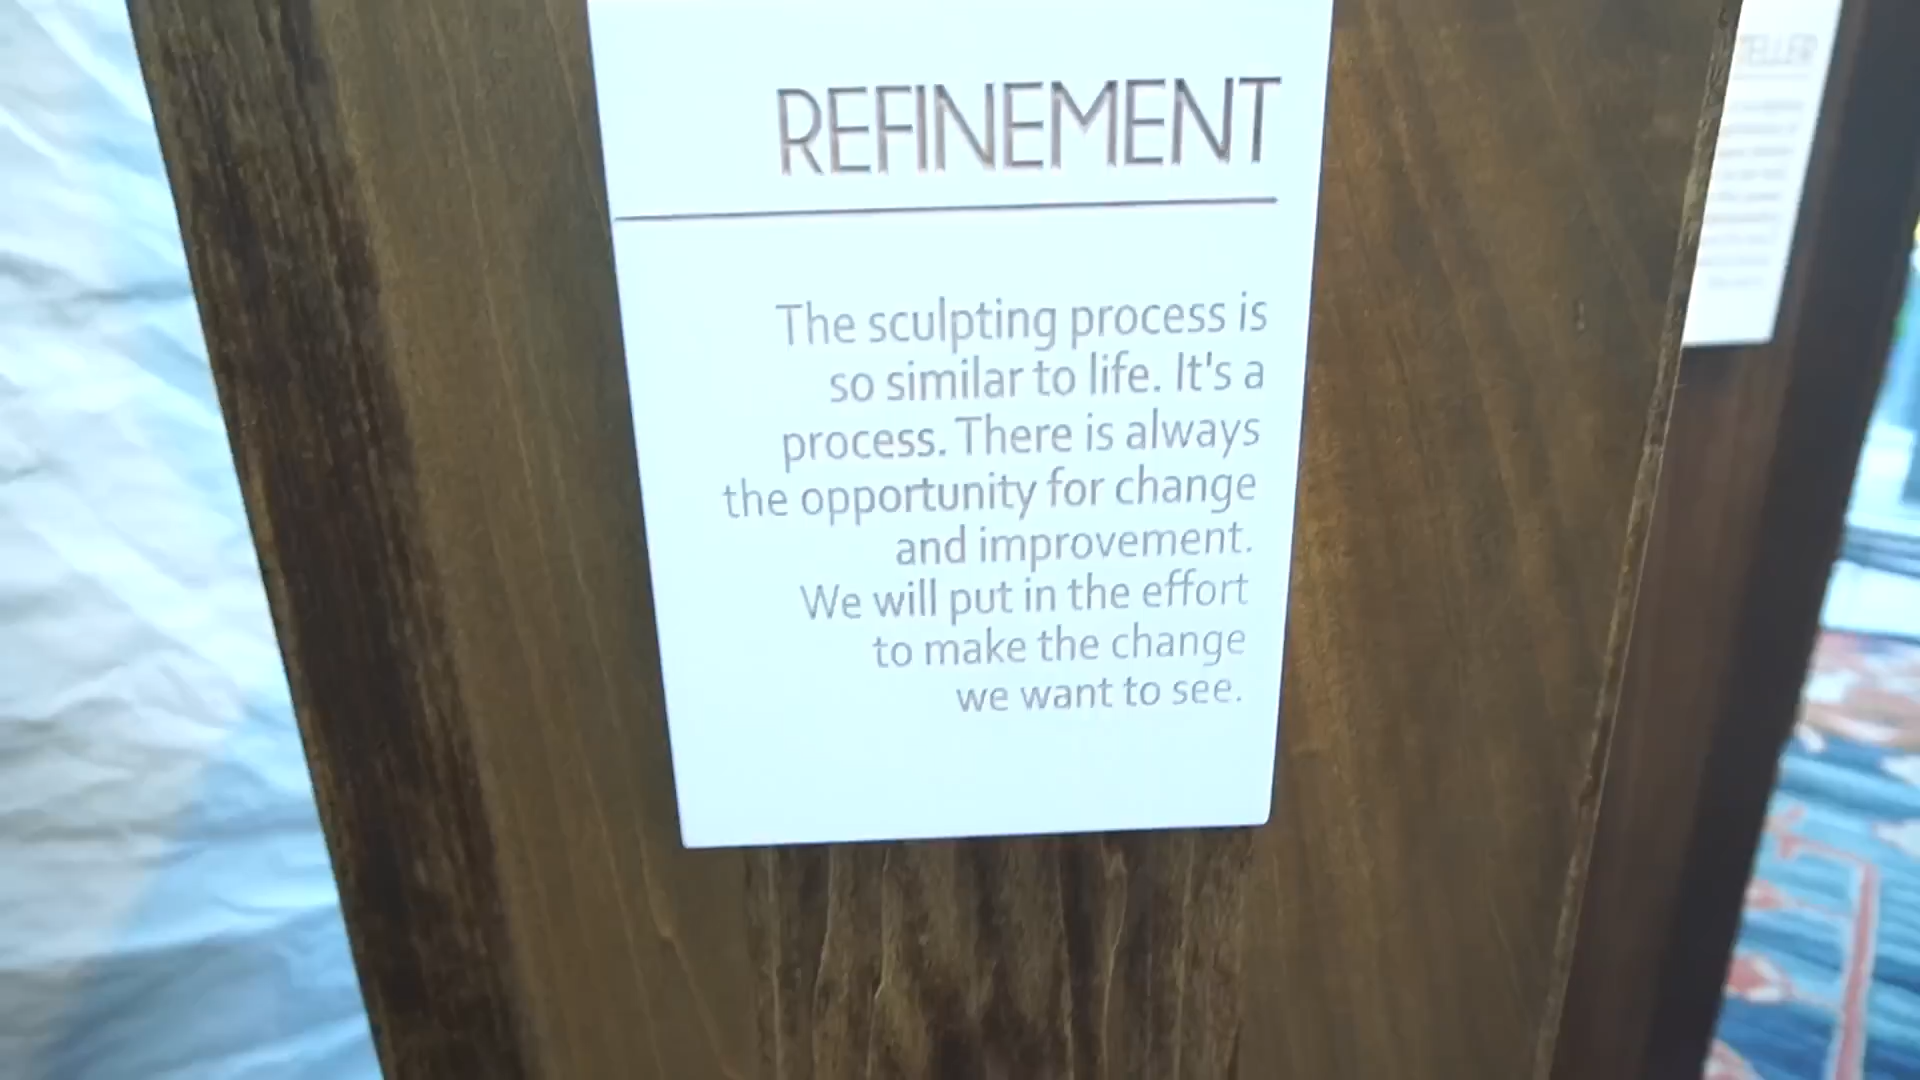 REFINEMENT
The sculpting process is
so similar to life. It's a
process. There is always
the opportunity for change
and improvement.
We will put in the effort
to make the change
we want to see.
TELLER